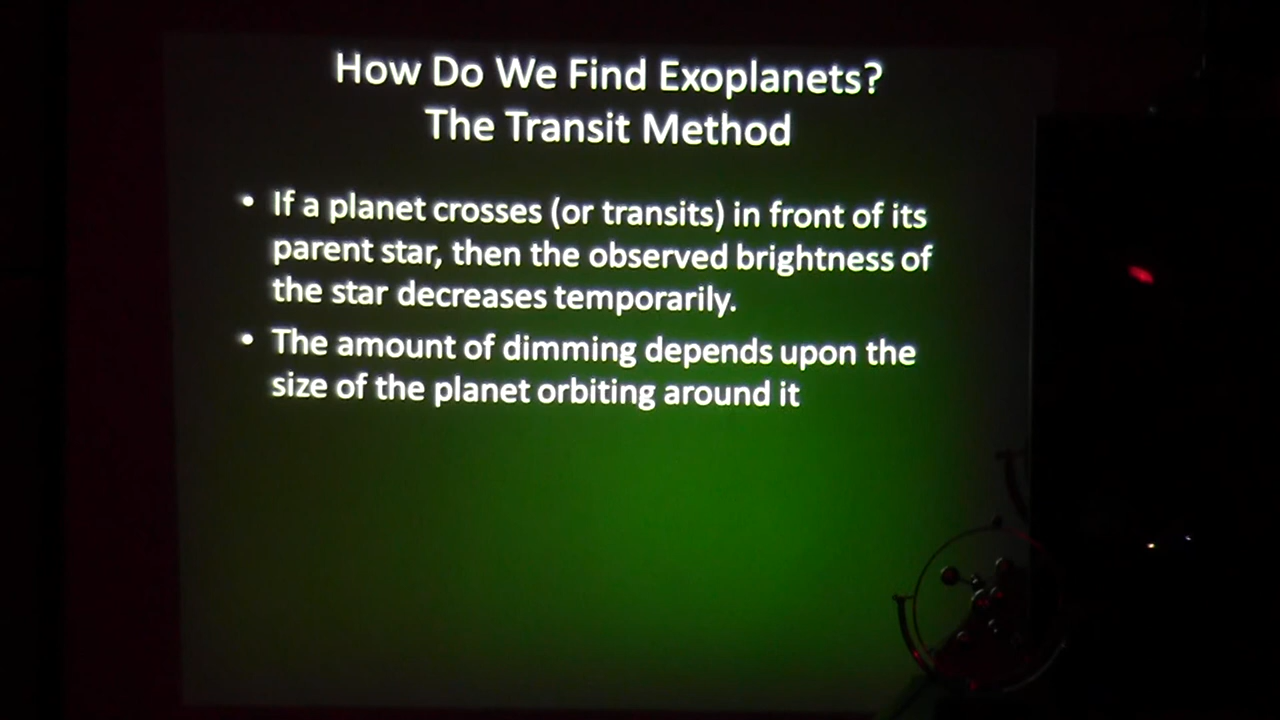 How Do We Find Exoplanets?
The Transit Method
• If a planet crosses (or transits) in front of its
parent star, then the observed brightness of
the star decreases temporarily.
• The amount of dimming depends upon the
size of the planet orbiting around it